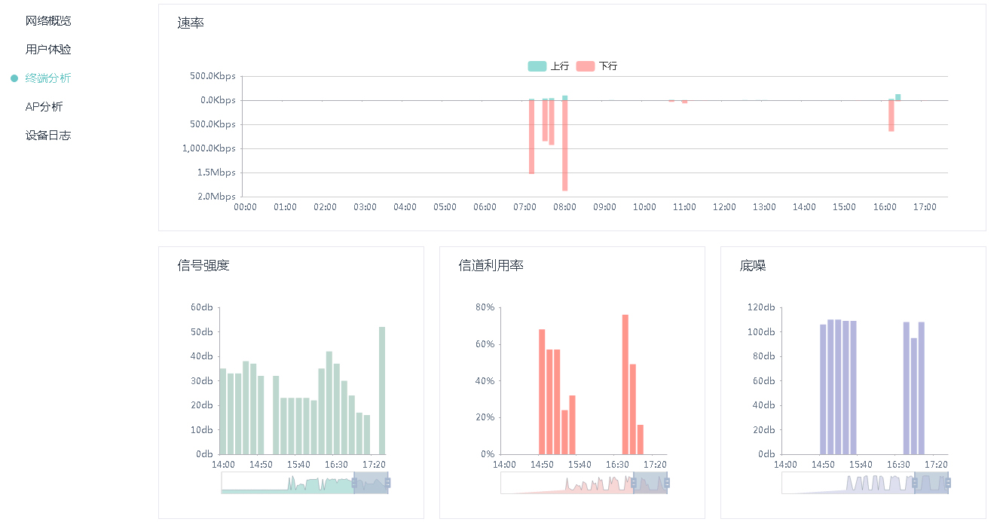 网络概览
用户体验
终端分析
AP分析
设备日志
速率
上行 下行
500.0Kbps
0.0Kbps
500.0Kbps
1,000.0Kbps
1.5Mbps
2.0Mbps
00:00 01:00 02:00 03:00 04:00 05:00 06:00 07:00 08:00 09:00 10:00 11:00 12:00 13:00 14:00 15:00 16:00 17:00
信号强度
60db
50db
40db
30db
20db
10db
0db
14:00 14:50 15:40 16:30 17:20
信道利用率
80%
60%
40%
20%
0%
14:00 14:50 15:40 16:30 17:20
底噪
120db
100db
80db
60db
40db
20db
0db
14:00 14:50 15:40 16:30 17:20